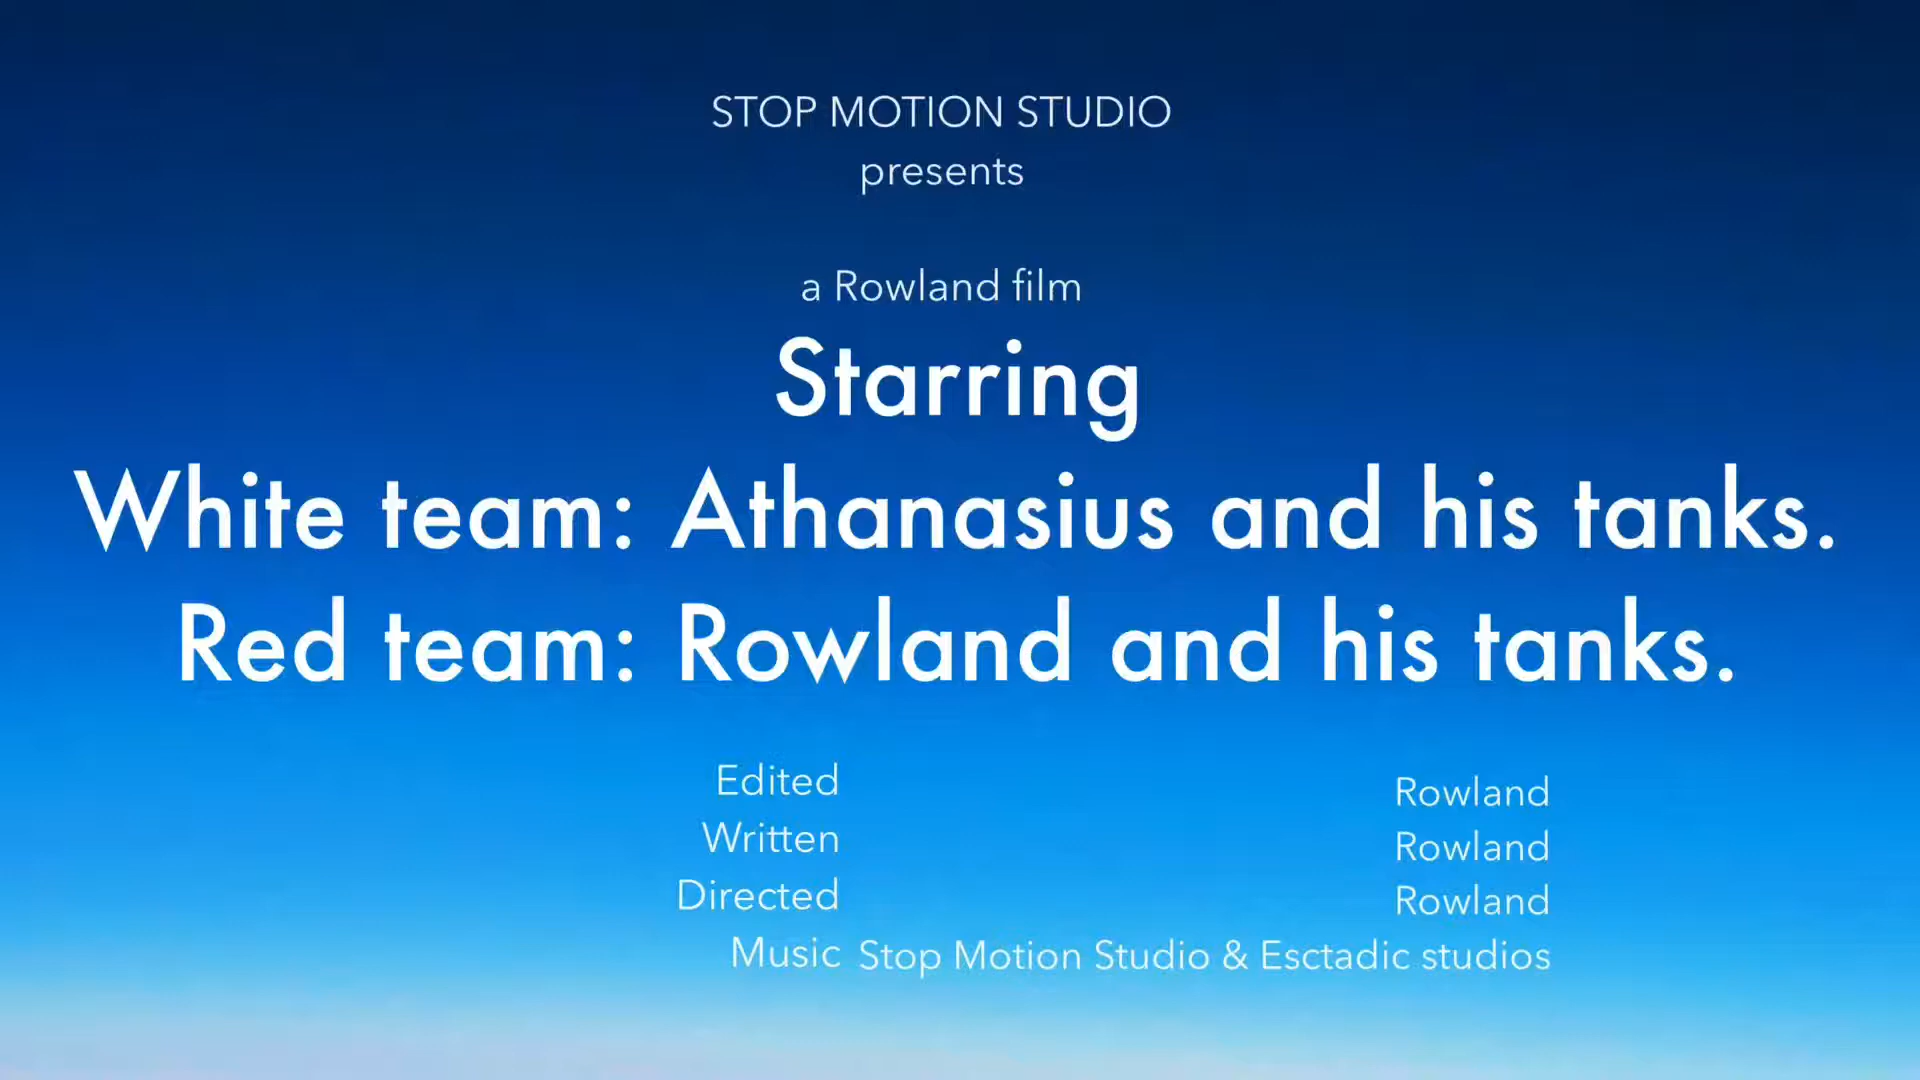 STOP MOTION STUDIO
presents
a Rowland film
Starring
White team: Athanasius and his tanks.
Red team: Rowland and his tanks.
Edited Rowland
Written Rowland
Directed Rowland
Music Stop Motion Studio & Esctadic studios